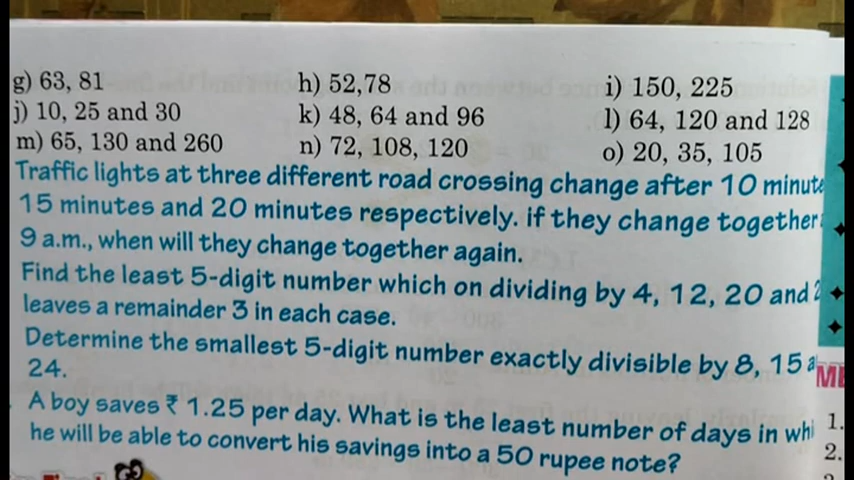 g) 63, 81 h) 52,78 i) 150, 225
j) 10, 25 and 30 k) 48, 64 and 96 l) 64, 120 and 128
m) 65, 130 and 260 n) 72, 108, 120 o) 20, 35, 105
Traffic lights at three different road crossing change after 10 minute
15 minutes and 20 minutes respectively. if they change together
9 a.m., when will they change together again.
Find the least 5-digit number which on dividing by 4, 12, 20 and
leaves a remainder 3 in each case.
Determine the smallest 5-digit number exactly divisible by 8, 15
24.
A boy saves ₹ 1.25 per day. What is the least number of days in whi
he will be able to convert his savings into a 50 rupee note?
1.
2.